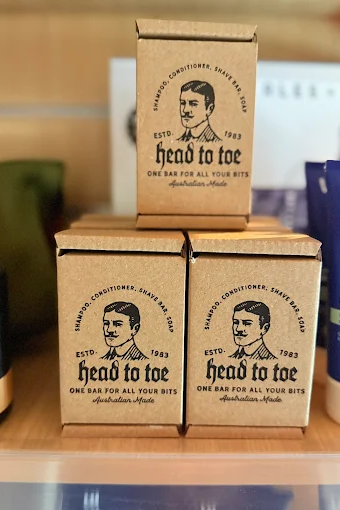 SHAMPOO, CONDITIONER, SHAVE BAR, SOAP
ESTD. 1983
head to toe
ONE BAR FOR ALL YOUR BITS
Australian Made
SHAMPOO, CONDITIONER, SHAVE BAR, SOAP
ESTD. 1983
head to toe
ONE BAR FOR ALL YOUR BITS
Australian Made
SHAMPOO, CONDITIONER, SHAVE BAR, SOAP
ESTD. 1983
head to toe
ONE BAR FOR ALL YOUR BITS
Australian Made